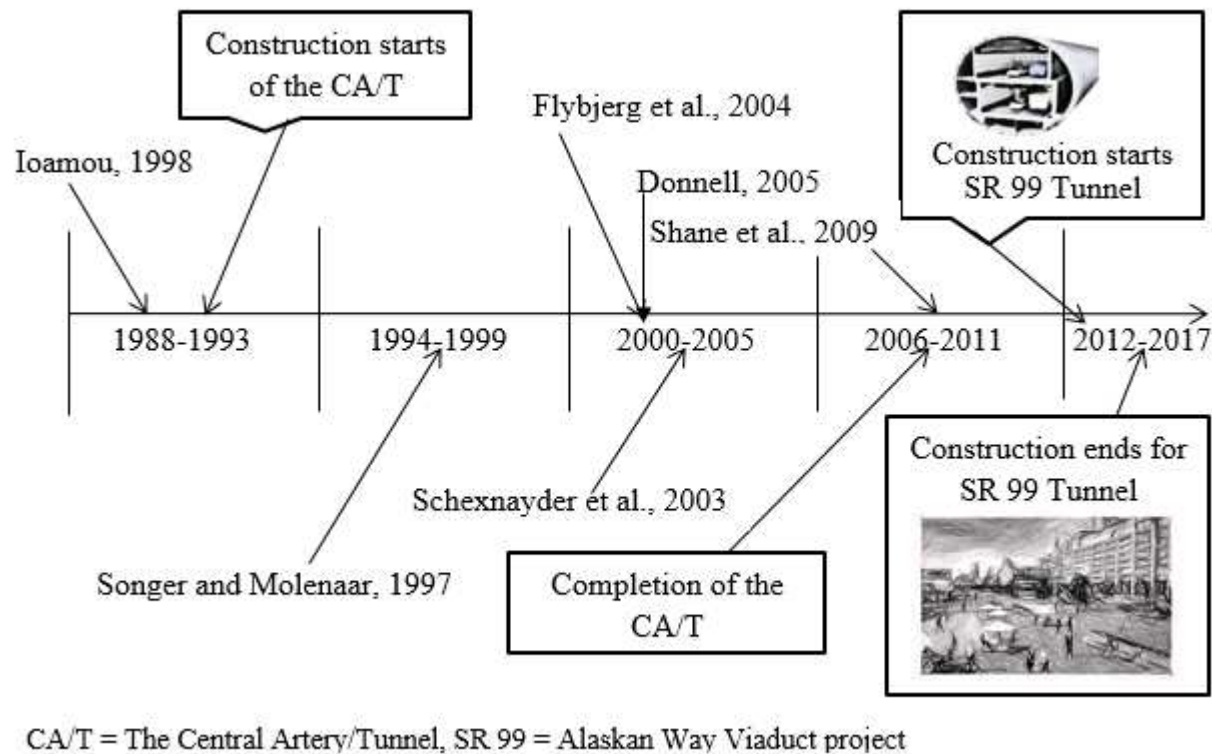 Construction starts
of the CA/T
Flybjerg et al., 2004
Ioamou, 1998
Donnell, 2005
Shane et al., 2009
Construction starts
SR 99 Tunnel
1988-1993
1994-1999
2000-2005
2006-2011
2012-2017
Schexnayder et al., 2003
Songer and Molenaar, 1997
Completion of the
CA/T
Construction ends for
SR 99 Tunnel
CA/T = The Central Artery/Tunnel, SR 99 = Alaskan Way Viaduct project